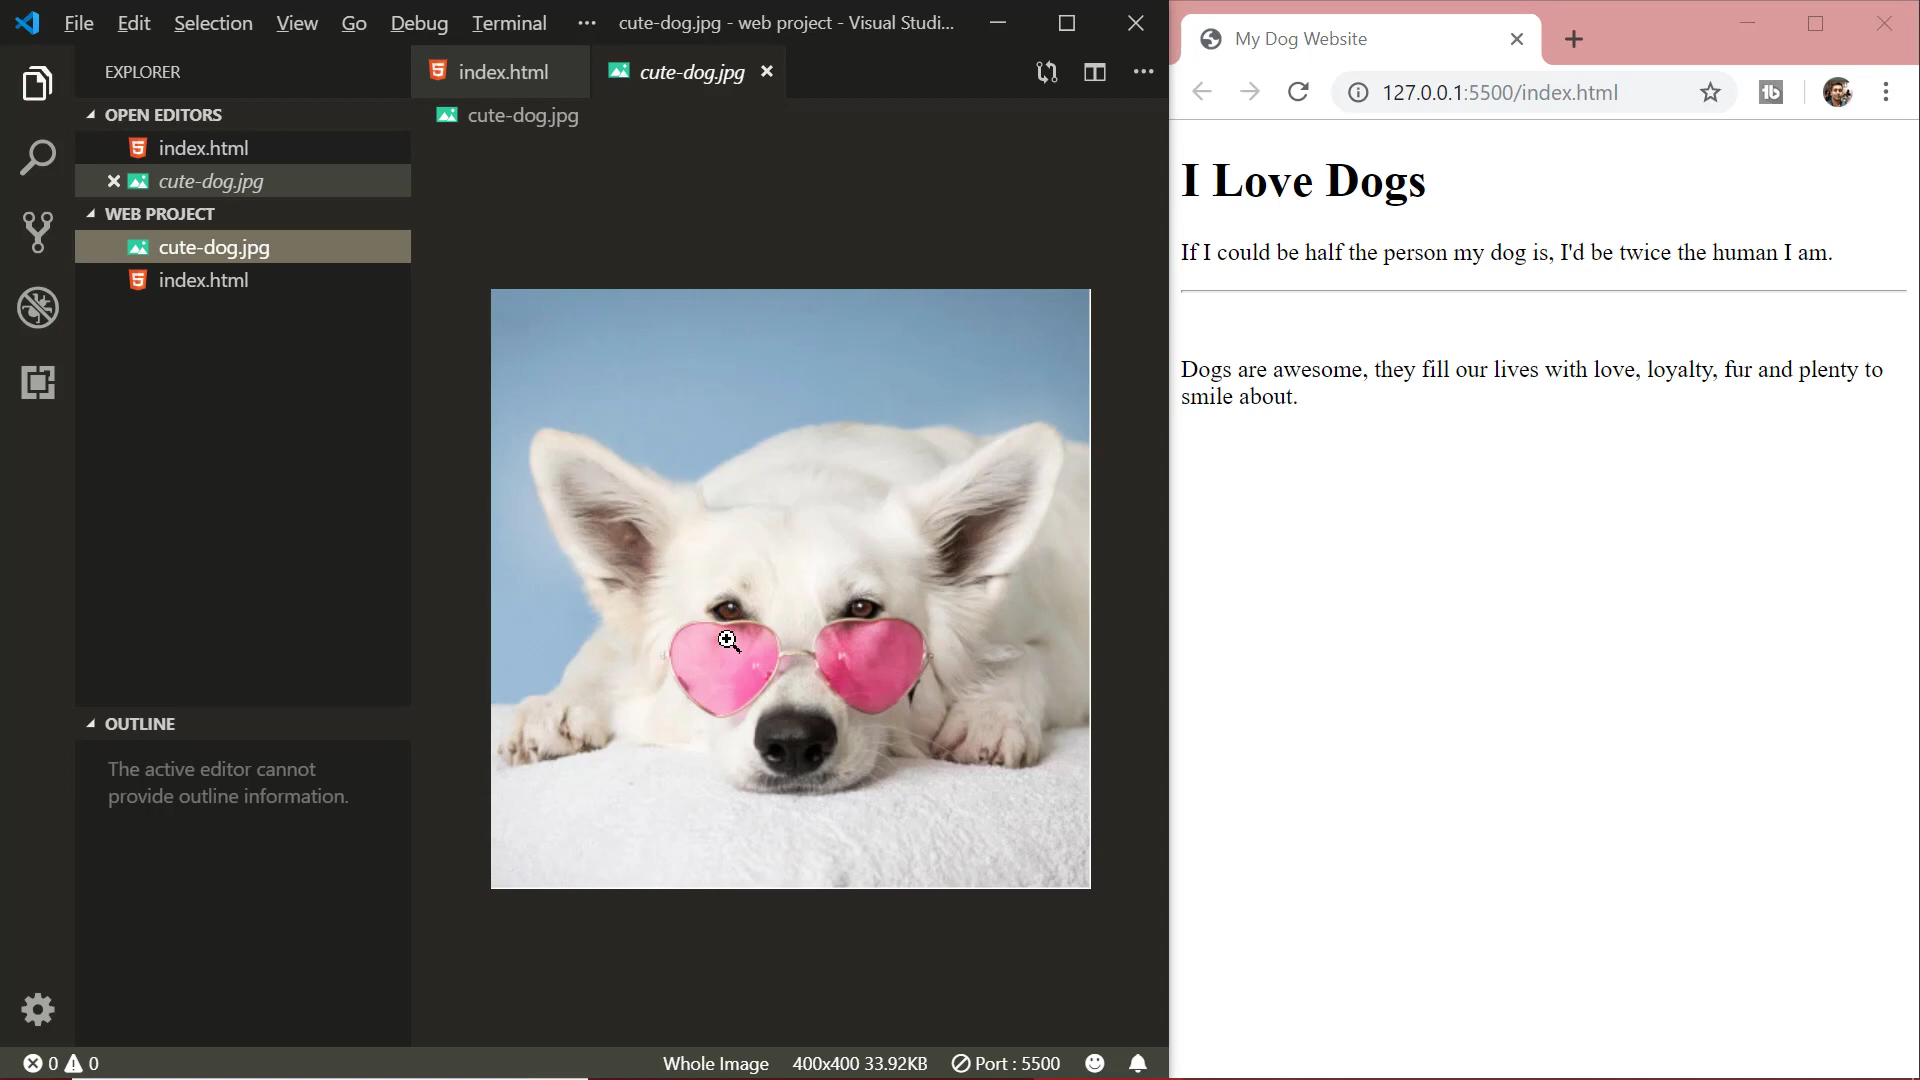 File Edit Selection View Go Debug Terminal ··· cute-dog.jpg - web project - Visual Studi...
EXPLORER
OPEN EDITORS
index.html
cute-dog.jpg
WEB PROJECT
cute-dog.jpg
index.html
OUTLINE
The active editor cannot
provide outline information.
index.html
cute-dog.jpg
cute-dog.jpg
0 0
Whole Image 400x400 33.92KB Port : 5500
My Dog Website
127.0.0.1:5500/index.html
I Love Dogs
If I could be half the person my dog is, I'd be twice the human I am.
Dogs are awesome, they fill our lives with love, loyalty, fur and plenty to
smile about.